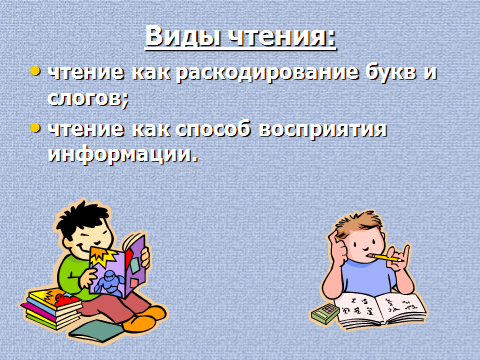 Виды чтения:
чтение как раскодирование букв и
слогов;
чтение как способ восприятия
информации.